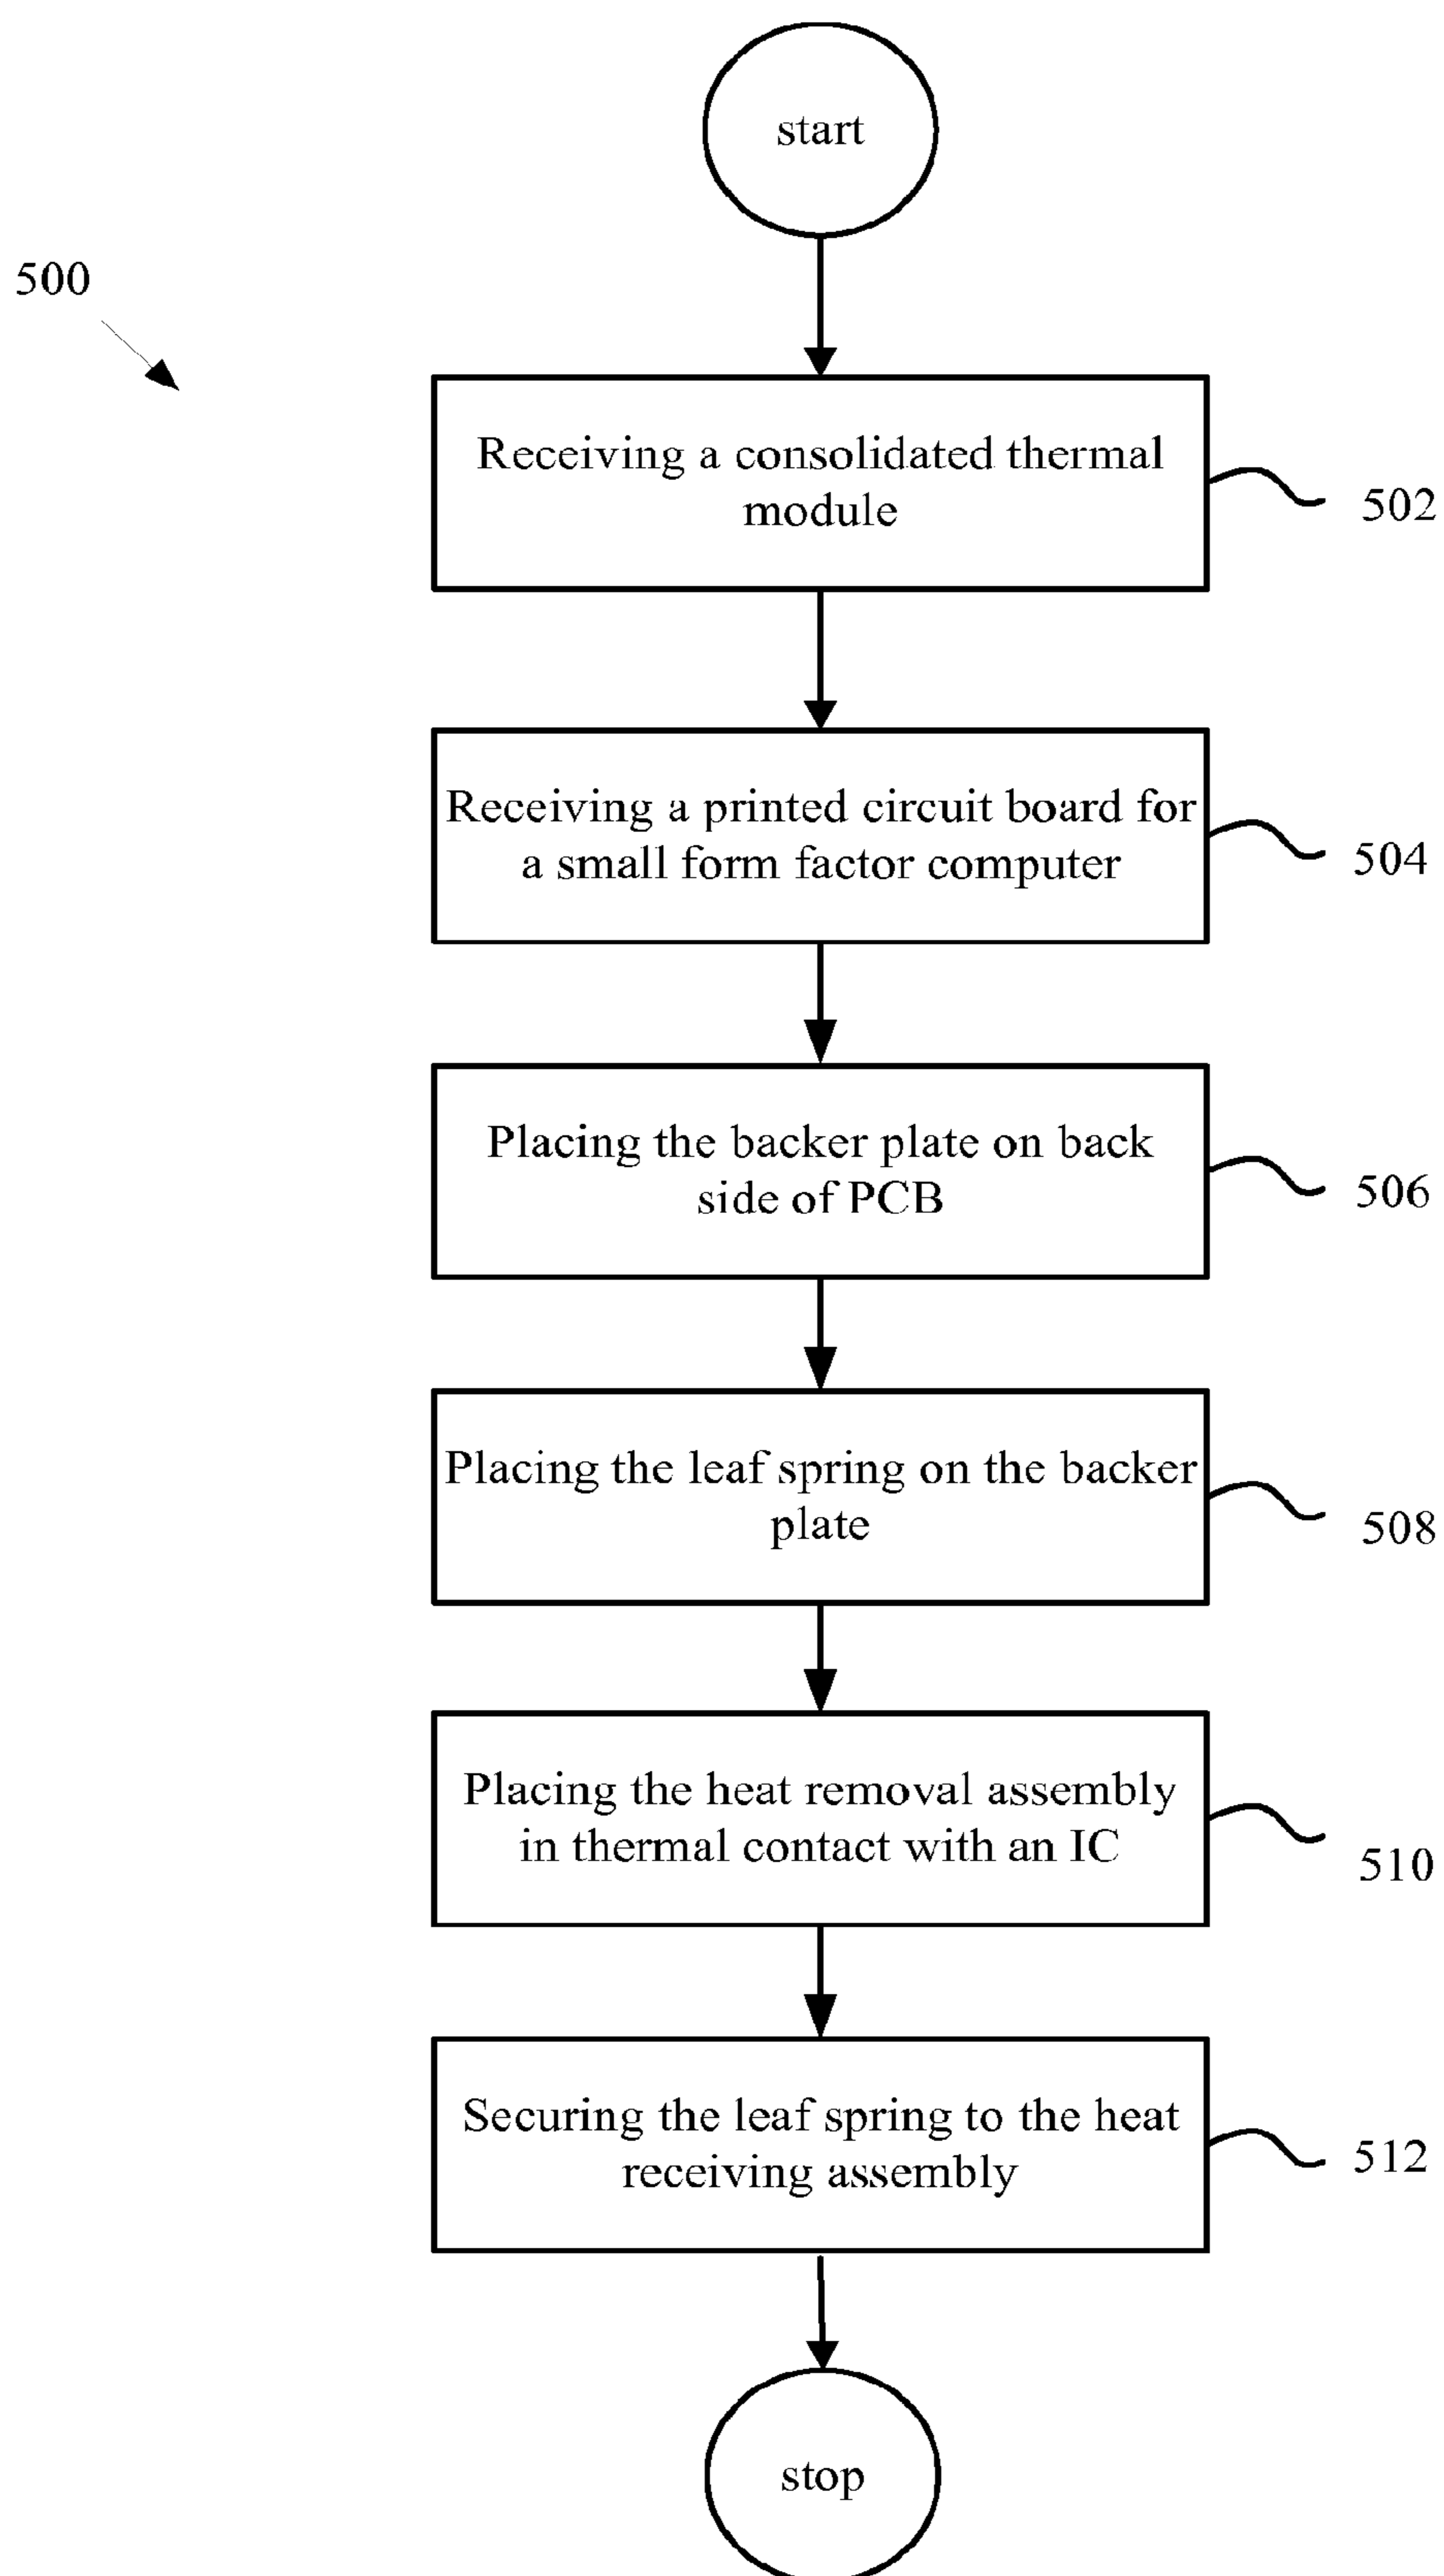 start
500
Receiving a consolidated thermal
module
502
Receiving a printed circuit board for
a small form factor computer
504
Placing the backer plate on back
side of PCB
506
Placing the leaf spring on the backer
plate
508
Placing the heat removal assembly
in thermal contact with an IC
510
Securing the leaf spring to the heat
receiving assembly
512
stop